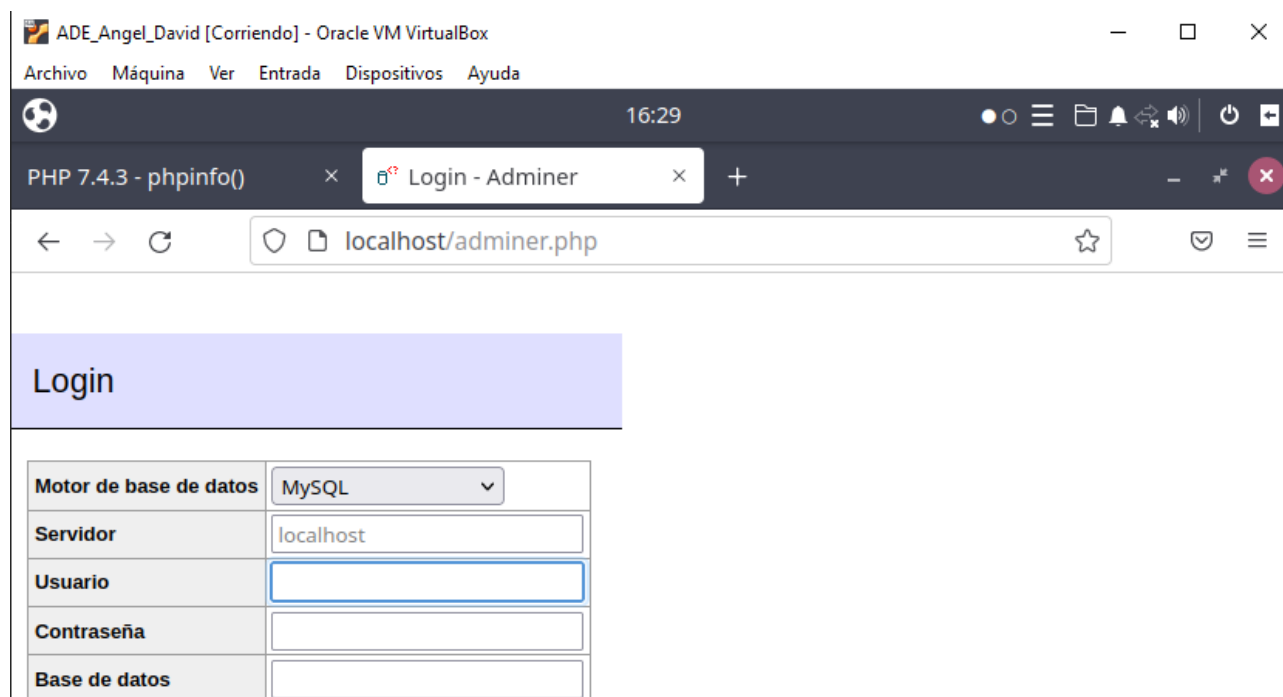 ADE_Angel_David [Corriendo] - Oracle VM VirtualBox
Archivo Máquina Ver Entrada Dispositivos Ayuda
16:29
PHP 7.4.3 - phpinfo()
Login - Adminer
localhost/adminer.php
Login
Motor de base de datos MySQL
Servidor localhost
Usuario
Contraseña
Base de datos